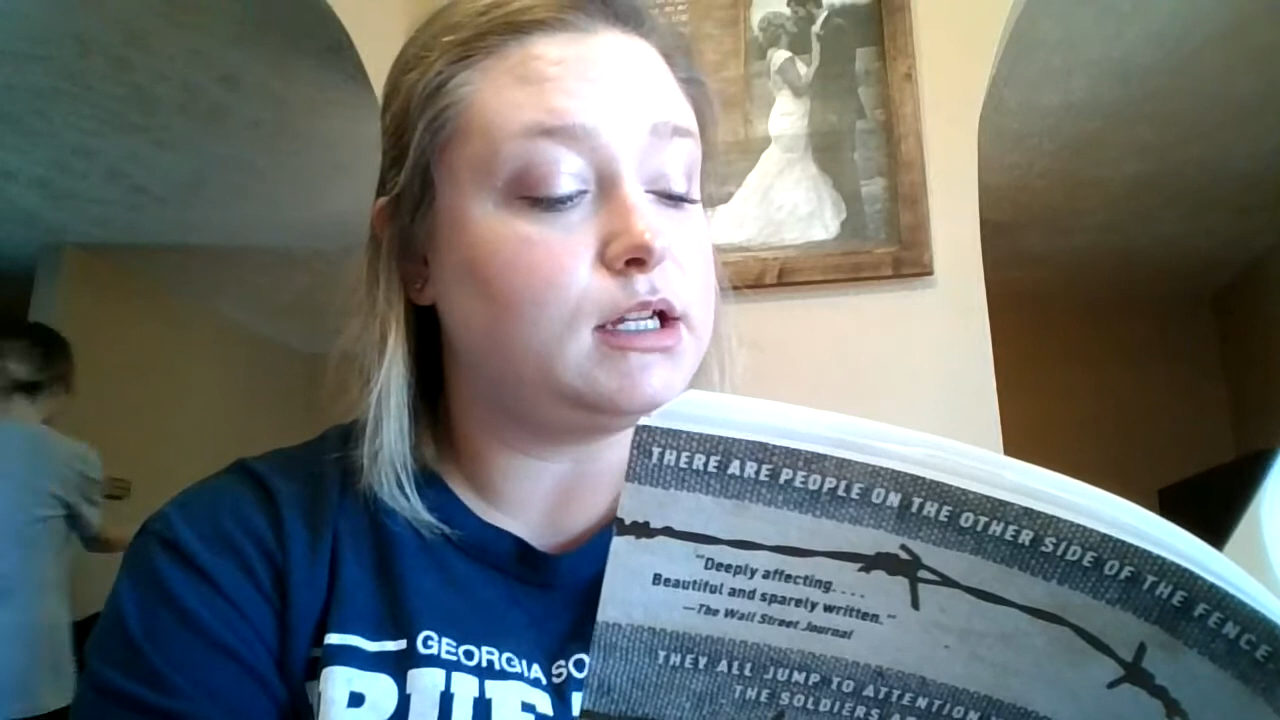 THERE ARE PEOPLE ON THE OTHER SIDE OF THE FENCE.
"Deeply affecting. . . .
Beautiful and sparely written."
—The Wall Street Journal
THEY ALL JUMP TO ATTENTION
THE SOLDIERS
GEORGIA SO